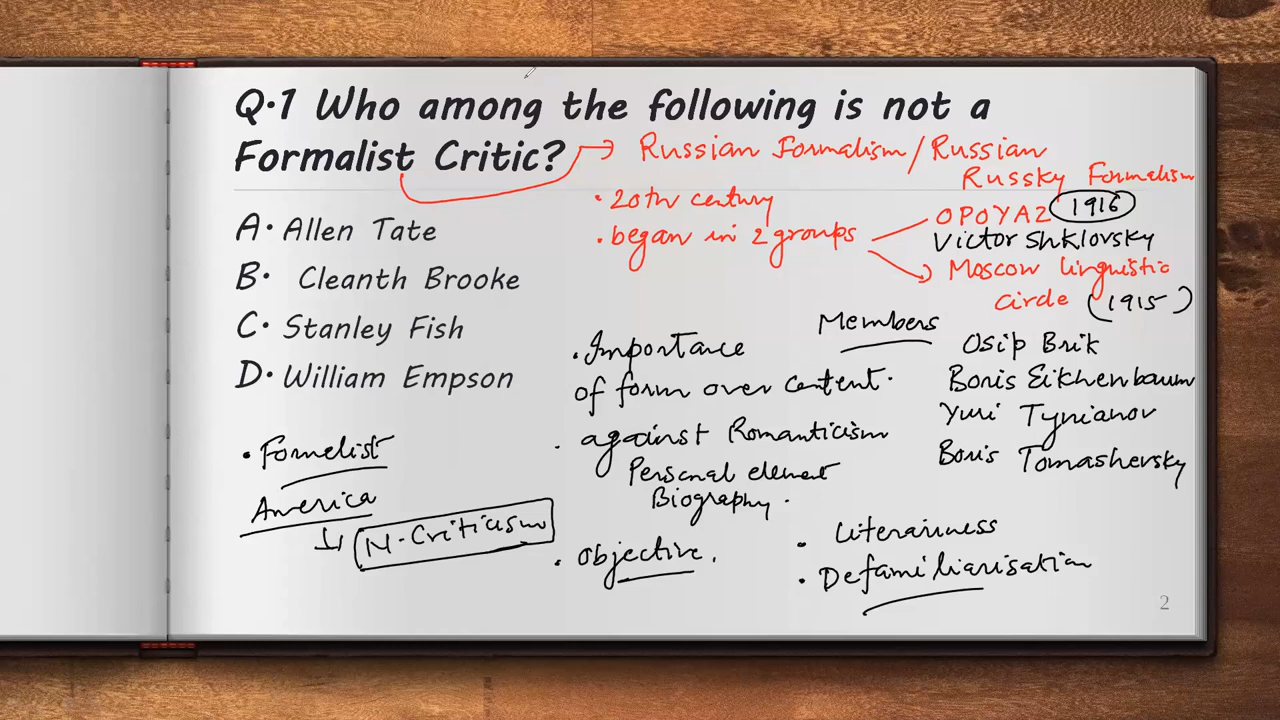 Q.1 Who among the following is not a
Formalist Critic?
Russian Formalism / Russian
Russky Formalism
A. Allen Tate
B. Cleanth Brooke
C. Stanley Fish
D. William Empson
• 20th century
• began in 2 groups
OPOYAZ 1916
Victor Shklovsky
Moscow linguistic
circle (1915)
Members
Osip Brik
Boris Eikhenbaum
Yuri Tynianov
Boris Tomashevsky
• Importance
of form over content.
• against Romanticism
Personal element
Biography.
• Objective.
• Literariness
• Defamiliarisation
• Formelist
America
N. Criticism
2